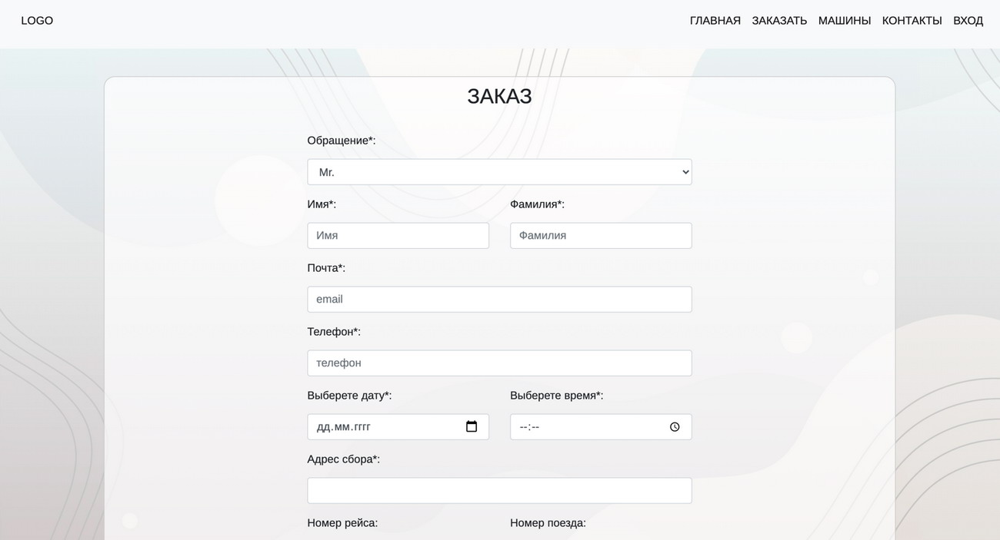 LOGO ГЛАВНАЯ ЗАКАЗАТЬ МАШИНЫ КОНТАКТЫ ВХОД
ЗАКАЗ
Обращение*:
Mr.
Имя*: Фамилия*:
Имя Фамилия
Почта*:
email
Телефон*:
телефон
Выберете дату*: Выберете время*:
дд.мм.гггг --:--
Адрес сбора*:
Номер рейса: Номер поезда: